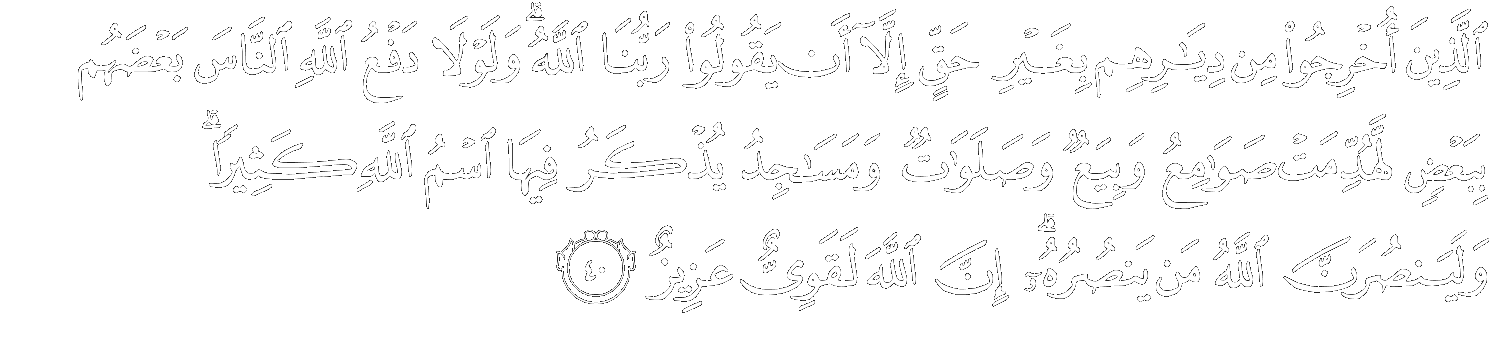 ٱلَّذِينَ أُخْرِجُوا۟ مِن دِيَـٰرِهِم بِغَيْرِ حَقٍّ إِلَّآ أَن يَقُولُوا۟ رَبُّنَا ٱللَّهُ ۗ وَلَوْلَا دَفْعُ ٱللَّهِ ٱلنَّاسَ بَعْضَهُم
بِبَعْضٍ لَّهُدِّمَتْ صَوَٰمِعُ وَبِيَعٌ وَصَلَوَٰتٌ وَمَسَـٰجِدُ يُذْكَرُ فِيهَا ٱسْمُ ٱللَّهِ كَثِيرًا ۗ
وَلَيَنصُرَنَّ ٱللَّهُ مَن يَنصُرُهُۥٓ ۗ إِنَّ ٱللَّهَ لَقَوِىٌّ عَزِيزٌ ٤٠